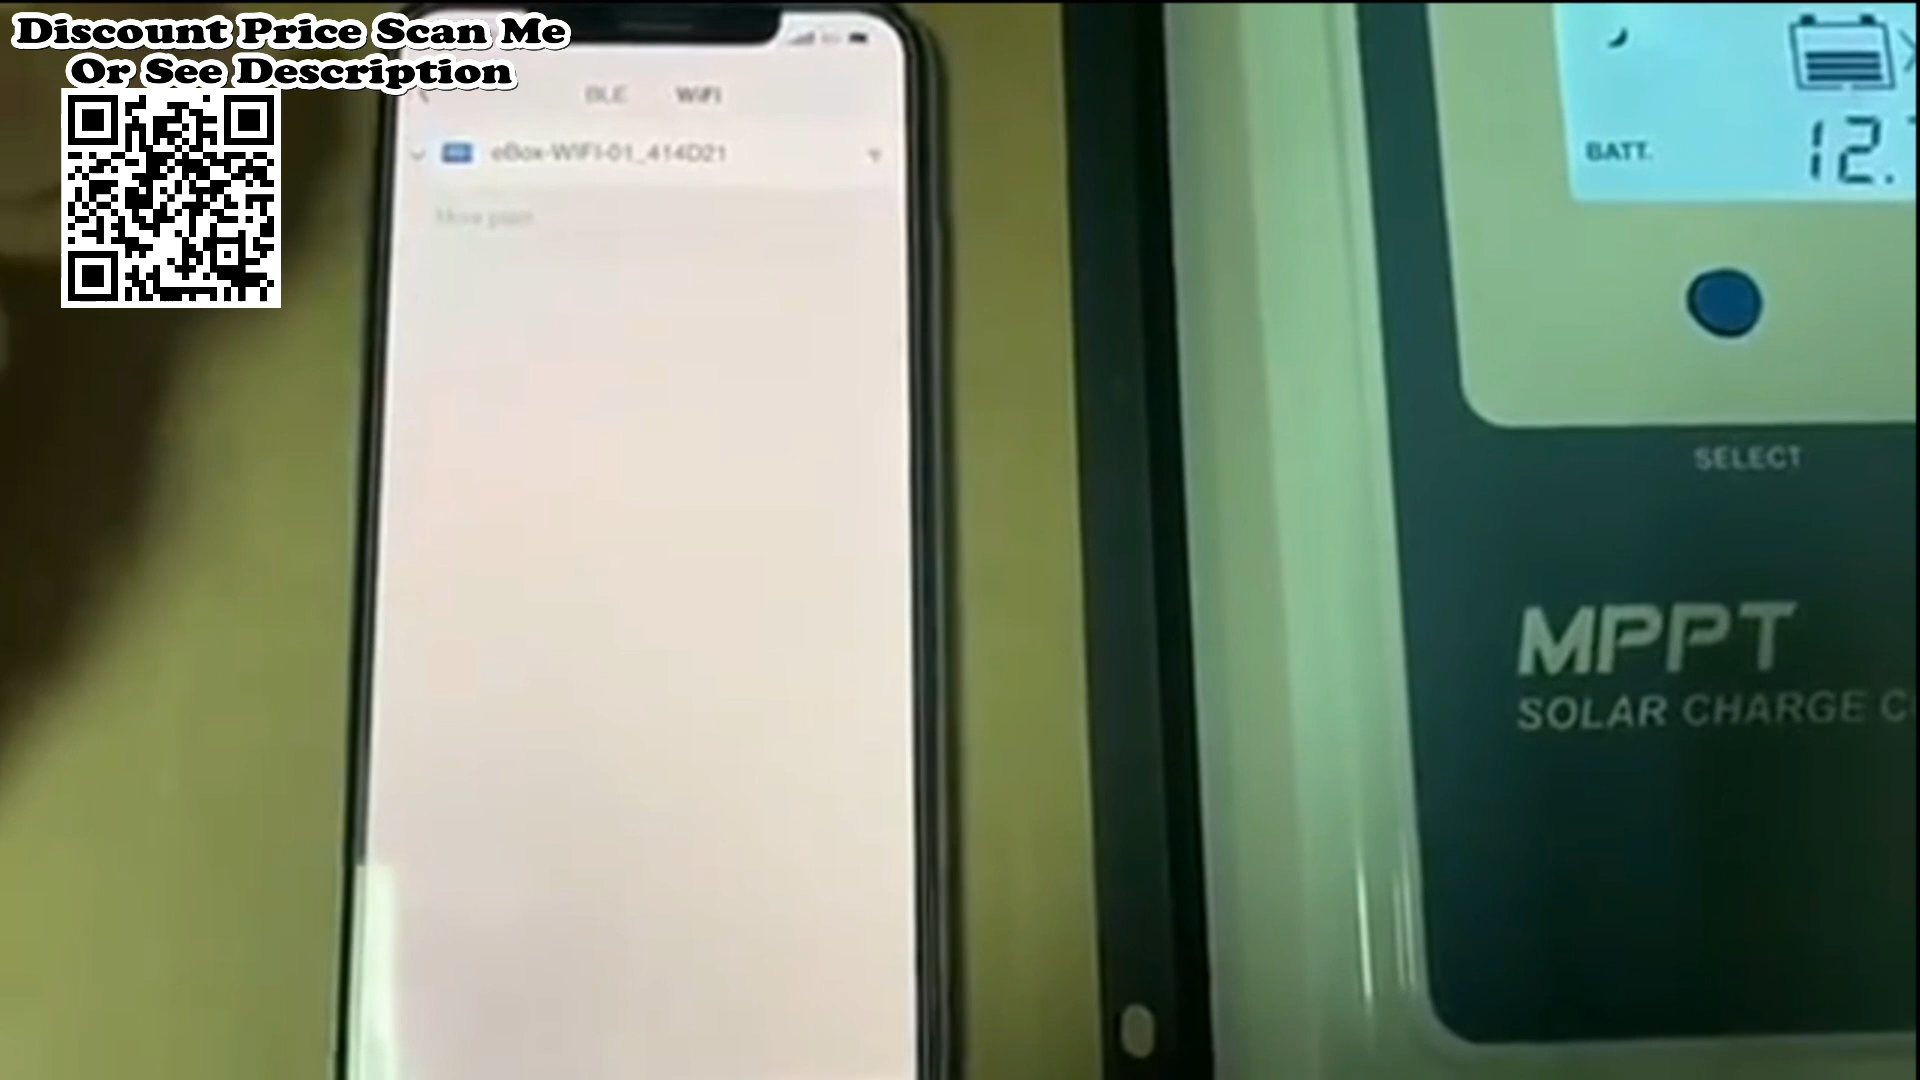 Discount Price Scan Me
Or See Description
BLE WiFi
eBox-WIFI-01_414D21
BATT.
12.
SELECT
MPPT
SOLAR CHARGE C